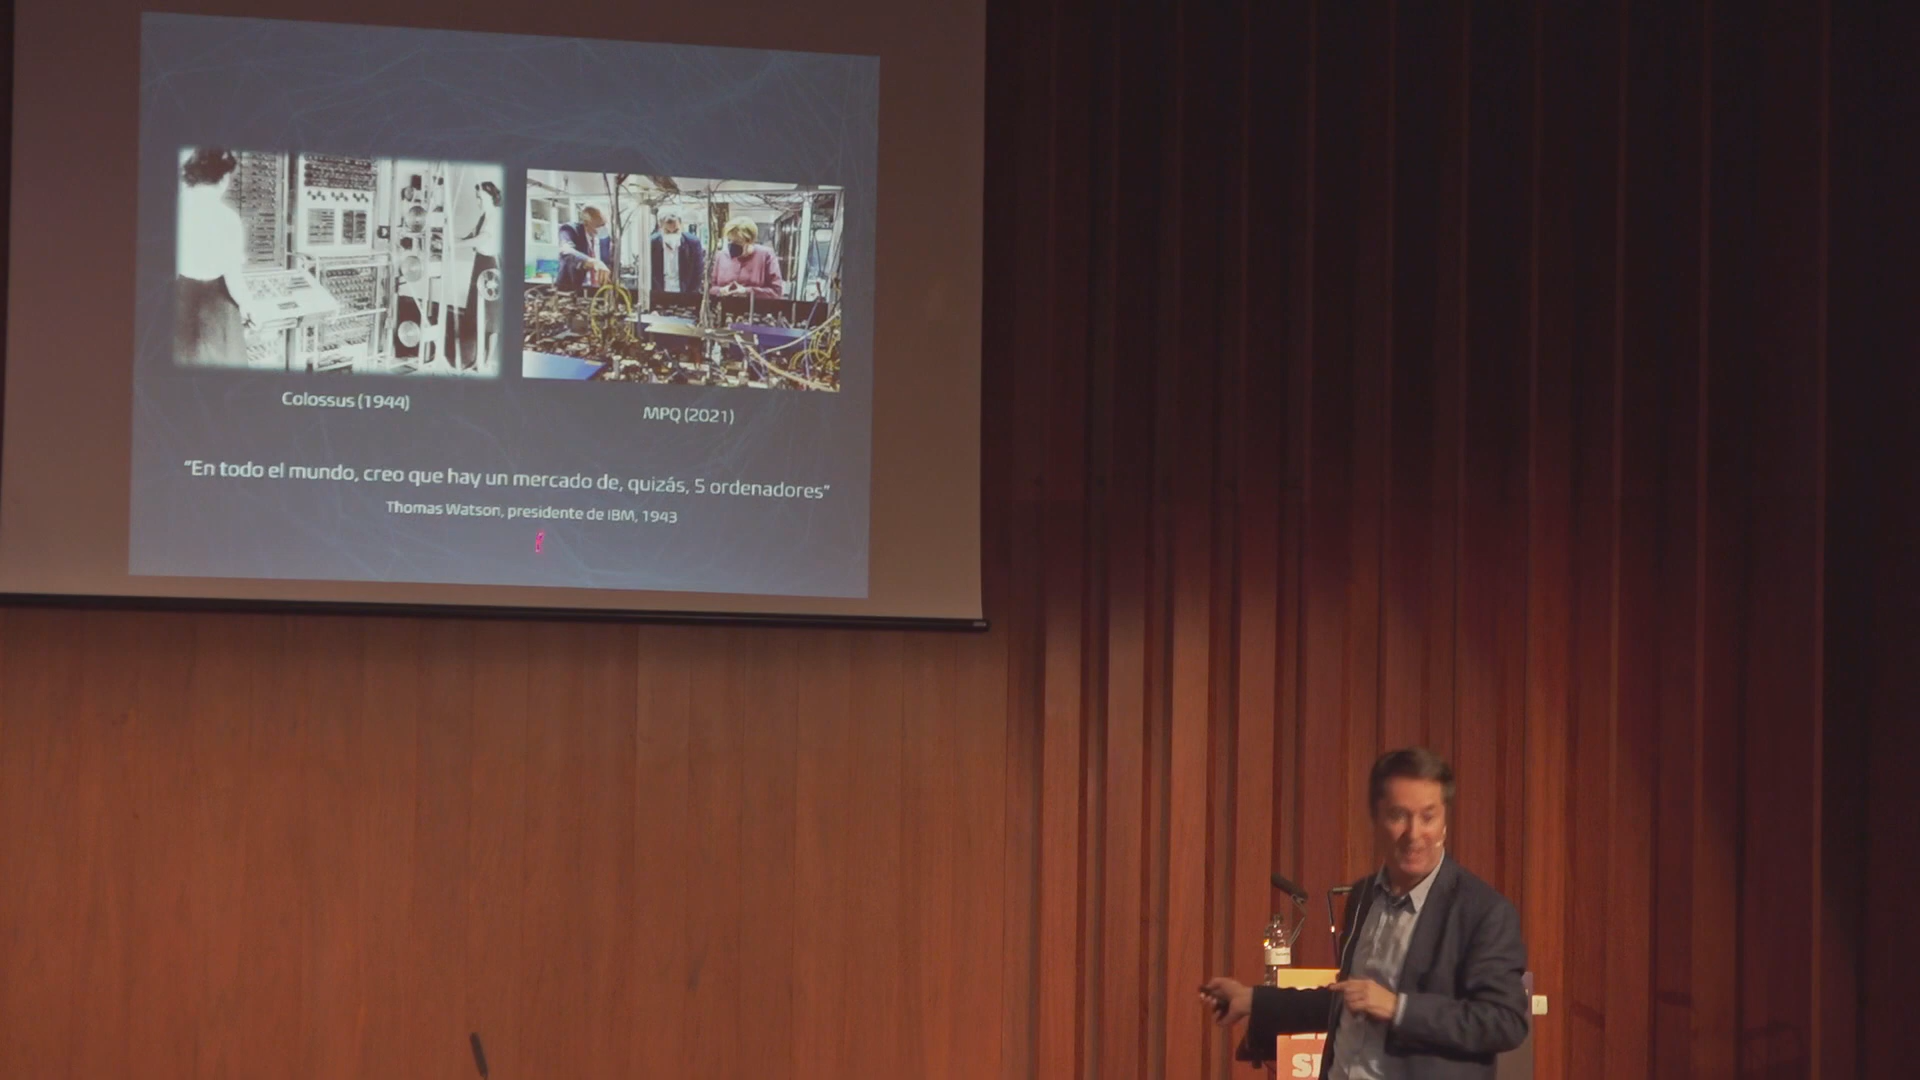 Colossus (1944)
MPQ (2021)
“En todo el mundo, creo que hay un mercado de, quizás, 5 ordenadores”
Thomas Watson, presidente de IBM, 1943